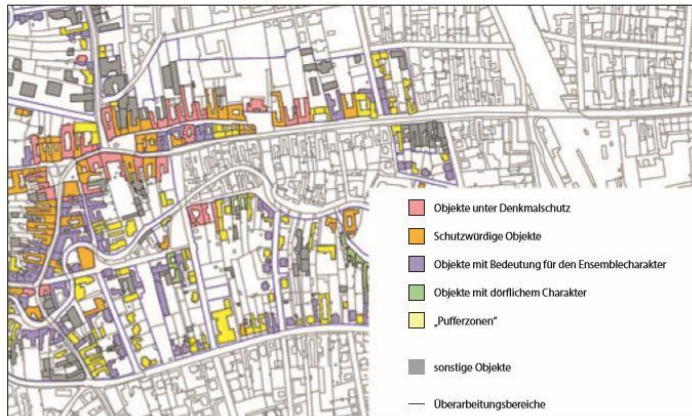 Objekte unter Denkmalschutz
Schutzwürdige Objekte
Objekte mit Bedeutung für den Ensemblecharakter
Objekte mit dörflichem Charakter
„Pufferzonen“
sonstige Objekte
Überarbeitungsbereiche